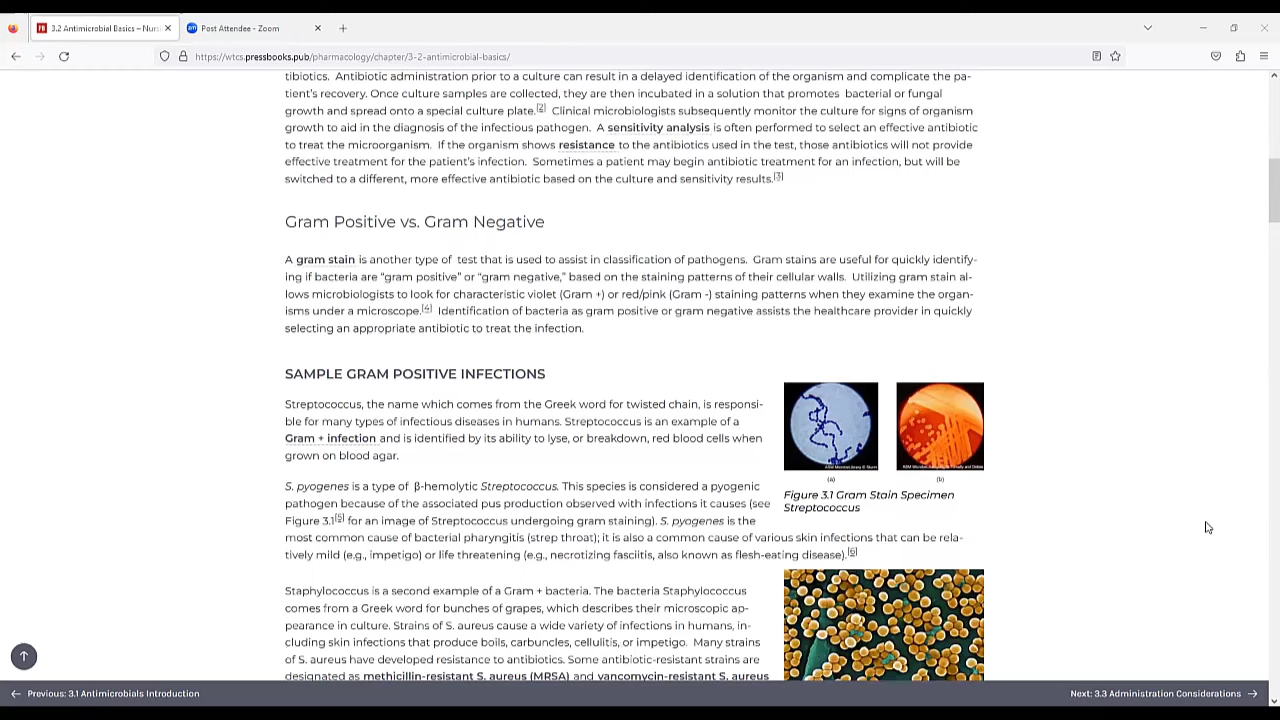 3.2 Antimicrobial Basics – Nurs
Post Attendee - Zoom
https://wtcs.pressbooks.pub/pharmacology/chapter/3-2-antimicrobial-basics/
tibiotics. Antibiotic administration prior to a culture can result in a delayed identification of the organism and complicate the pa-
tient's recovery. Once culture samples are collected, they are then incubated in a solution that promotes bacterial or fungal
growth and spread onto a special culture plate.[2] Clinical microbiologists subsequently monitor the culture for signs of organism
growth to aid in the diagnosis of the infectious pathogen. A sensitivity analysis is often performed to select an effective antibiotic
to treat the microorganism. If the organism shows resistance to the antibiotics used in the test, those antibiotics will not provide
effective treatment for the patient's infection. Sometimes a patient may begin antibiotic treatment for an infection, but will be
switched to a different, more effective antibiotic based on the culture and sensitivity results.[3]
Gram Positive vs. Gram Negative
A gram stain is another type of test that is used to assist in classification of pathogens. Gram stains are useful for quickly identify-
ing if bacteria are “gram positive” or “gram negative,” based on the staining patterns of their cellular walls. Utilizing gram stain al-
lows microbiologists to look for characteristic violet (Gram +) or red/pink (Gram -) staining patterns when they examine the organ-
isms under a microscope.[4] Identification of bacteria as gram positive or gram negative assists the healthcare provider in quickly
selecting an appropriate antibiotic to treat the infection.
SAMPLE GRAM POSITIVE INFECTIONS
Streptococcus, the name which comes from the Greek word for twisted chain, is responsi-
ble for many types of infectious diseases in humans. Streptococcus is an example of a
Gram + infection and is identified by its ability to lyse, or breakdown, red blood cells when
grown on blood agar.
(a)
(b)
Figure 3.1 Gram Stain Specimen
Streptococcus
S. pyogenes is a type of β-hemolytic Streptococcus. This species is considered a pyogenic
pathogen because of the associated pus production observed with infections it causes (see
Figure 3.1[5] for an image of Streptococcus undergoing gram staining). S. pyogenes is the
most common cause of bacterial pharyngitis (strep throat); it is also a common cause of various skin infections that can be rela-
tively mild (e.g., impetigo) or life threatening (e.g., necrotizing fasciitis, also known as flesh-eating disease).[6]
Staphylococcus is a second example of a Gram + bacteria. The bacteria Staphylococcus
comes from a Greek word for bunches of grapes, which describes their microscopic ap-
pearance in culture. Strains of S. aureus cause a wide variety of infections in humans, in-
cluding skin infections that produce boils, carbuncles, cellulitis, or impetigo. Many strains
of S. aureus have developed resistance to antibiotics. Some antibiotic-resistant strains are
designated as methicillin-resistant S. aureus (MRSA) and vancomycin-resistant S. aureus
Previous: 3.1 Antimicrobials Introduction
Next: 3.3 Administration Considerations